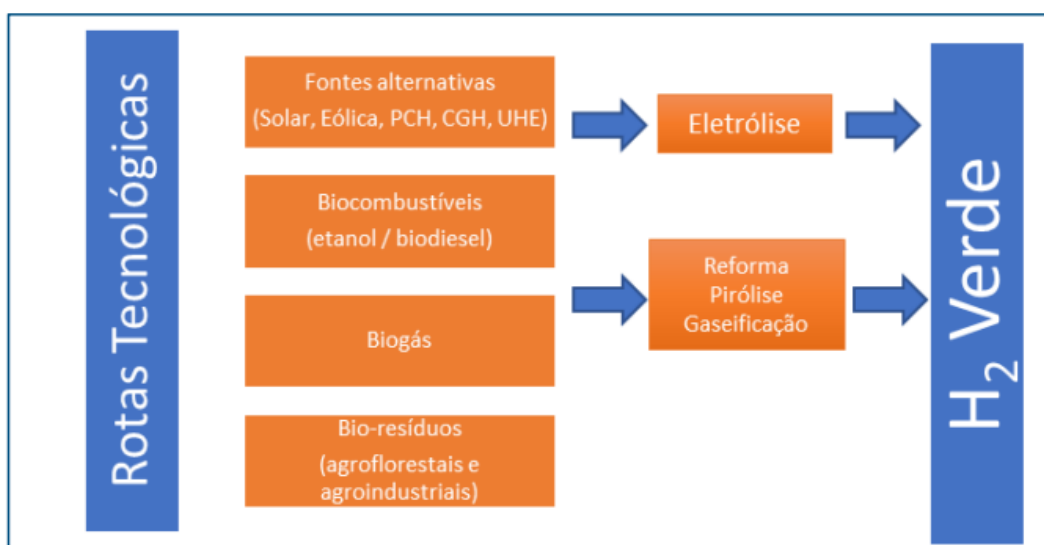 Rotas Tecnológicas
Fontes alternativas
(Solar, Eólica, PCH, CGH, UHE)
Eletrólise
Biocombustíveis
(etanol / biodiesel)
Reforma
Pirólise
Gaseificação
Biogás
Bio-resíduos
(agroflorestais e
agroindustriais)
H₂ Verde